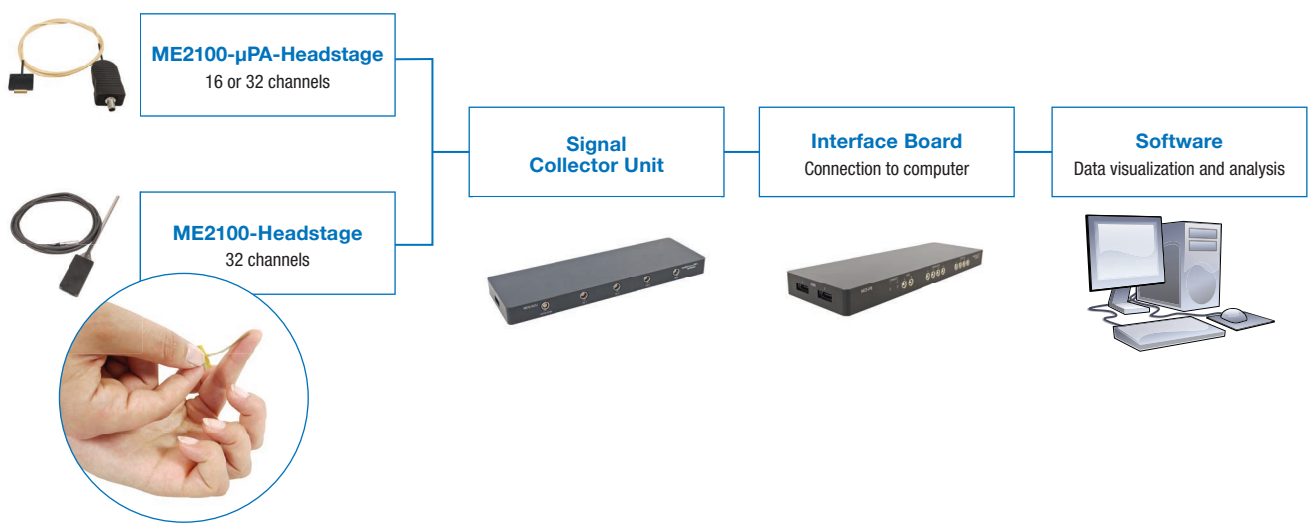 ME2100-µPA-Headstage
16 or 32 channels
ME2100-Headstage
32 channels
Signal
Collector Unit
Interface Board
Connection to computer
Software
Data visualization and analysis